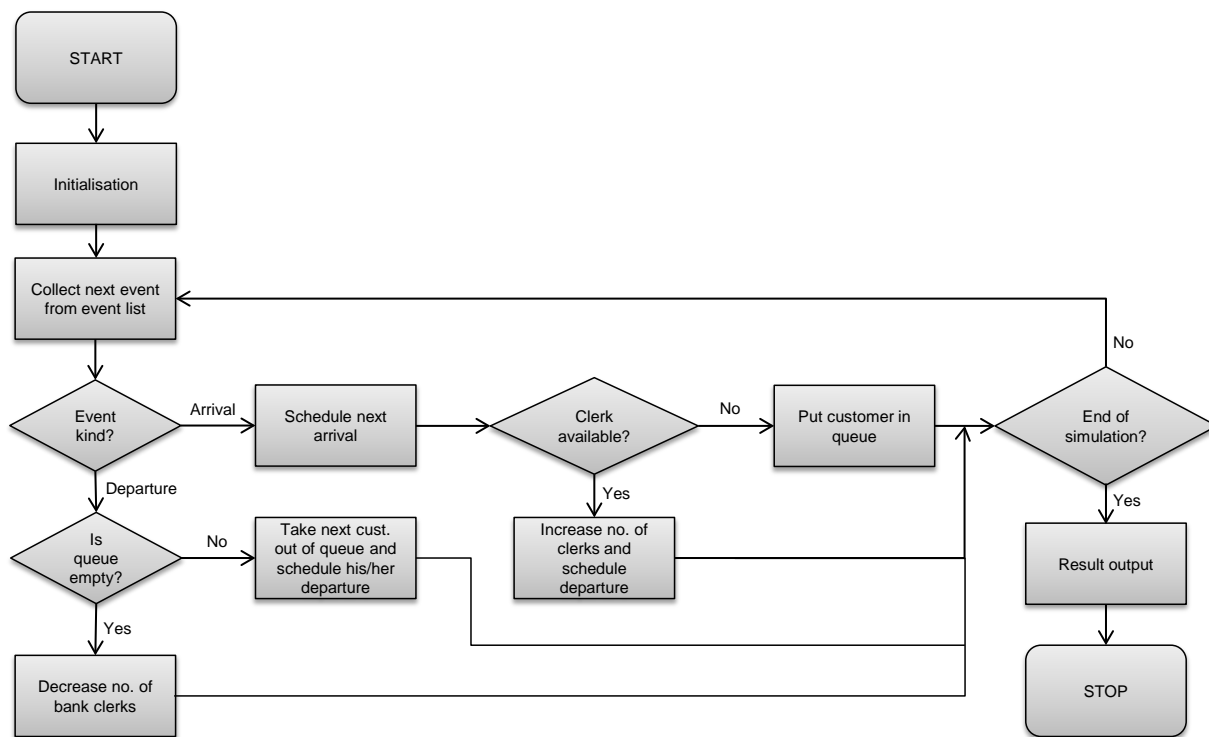 START
Initialisation
Collect next event
from event list
No
Event
kind?
Arrival
Schedule next
arrival
Clerk
available?
No
Put customer in
queue
End of
simulation?
Departure
Yes
Yes
Is
queue
empty?
No
Take next cust.
out of queue and
schedule his/her
departure
Increase no. of
clerks and
schedule
departure
Result output
Yes
Decrease no. of
bank clerks
STOP